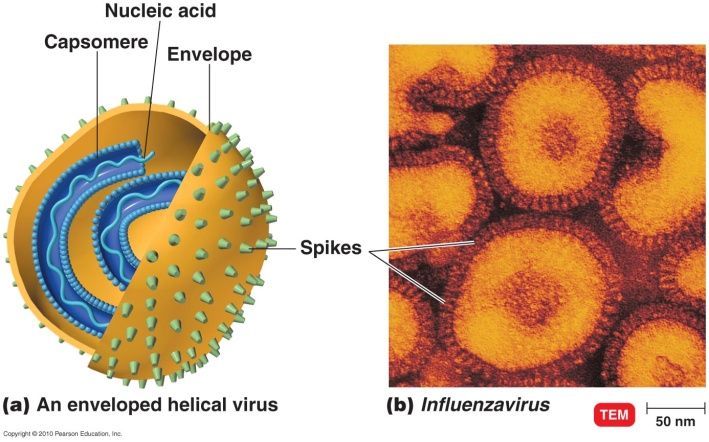 Nucleic acid
Capsomere
Envelope
Spikes
(a) An enveloped helical virus
(b) Influenzavirus
TEM
50 nm
Copyright © 2010 Pearson Education, Inc.